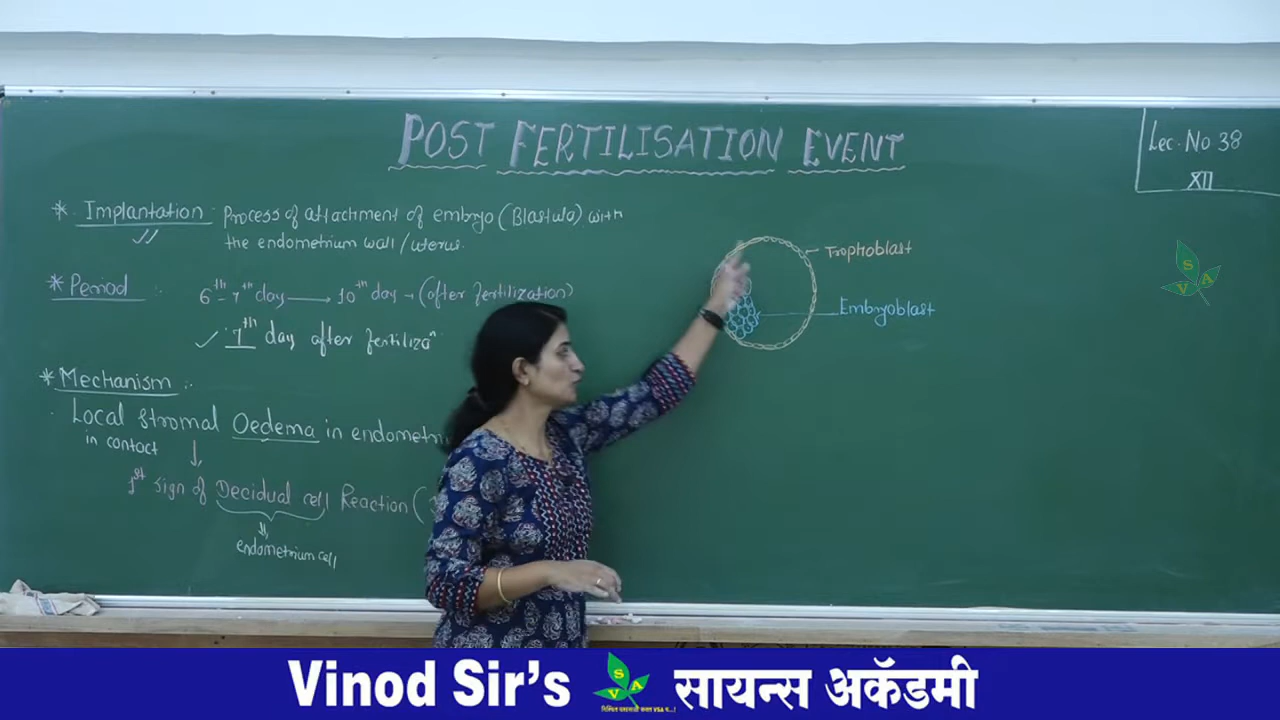 POST FERTILISATION EVENT
Lec. No 38
XII
* Implantation Process of attachment of embryo (Blastula) with
the endometrium wall / uterus.
* Period : 6th - 7th day → 10th day → (after fertilization)
✓ 7th day after fertilizan
* Mechanism :-
Local Stromal Oedema in endometri
in contact
1st sign of Decidual cell Reaction (
endometrium cell
Trophoblast
Embryoblast
S
V A
Vinod Sir's SVA सायन्स अकॅडमी